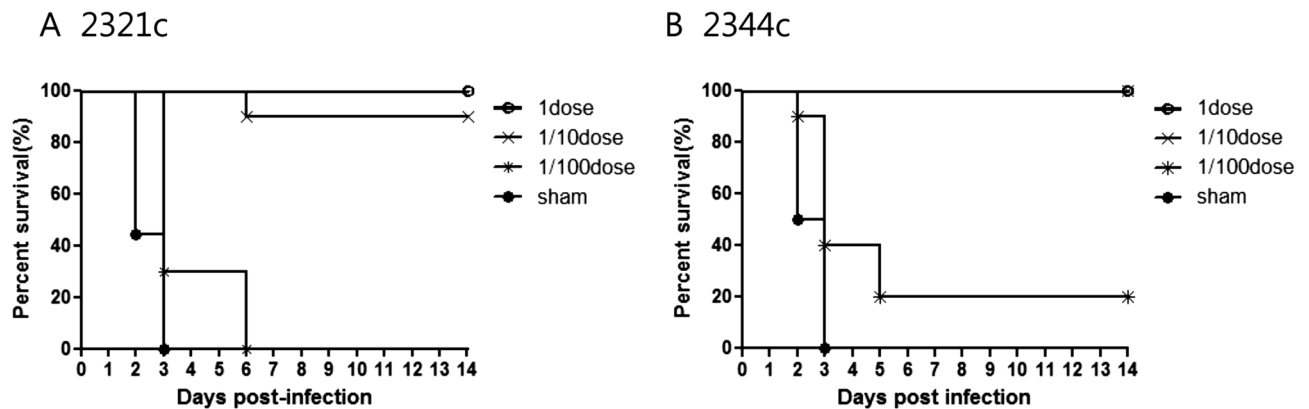 A 2321c
100
80
60
40
20
0
Percent survival(%)
0 1 2 3 4 5 6 7 8 9 10 11 12 13 14
Days post-infection
1dose
1/10dose
1/100dose
sham
B 2344c
100
80
60
40
20
0
Percent survival(%)
0 1 2 3 4 5 6 7 8 9 10 11 12 13 14
Days post infection
1dose
1/10dose
1/100dose
sham